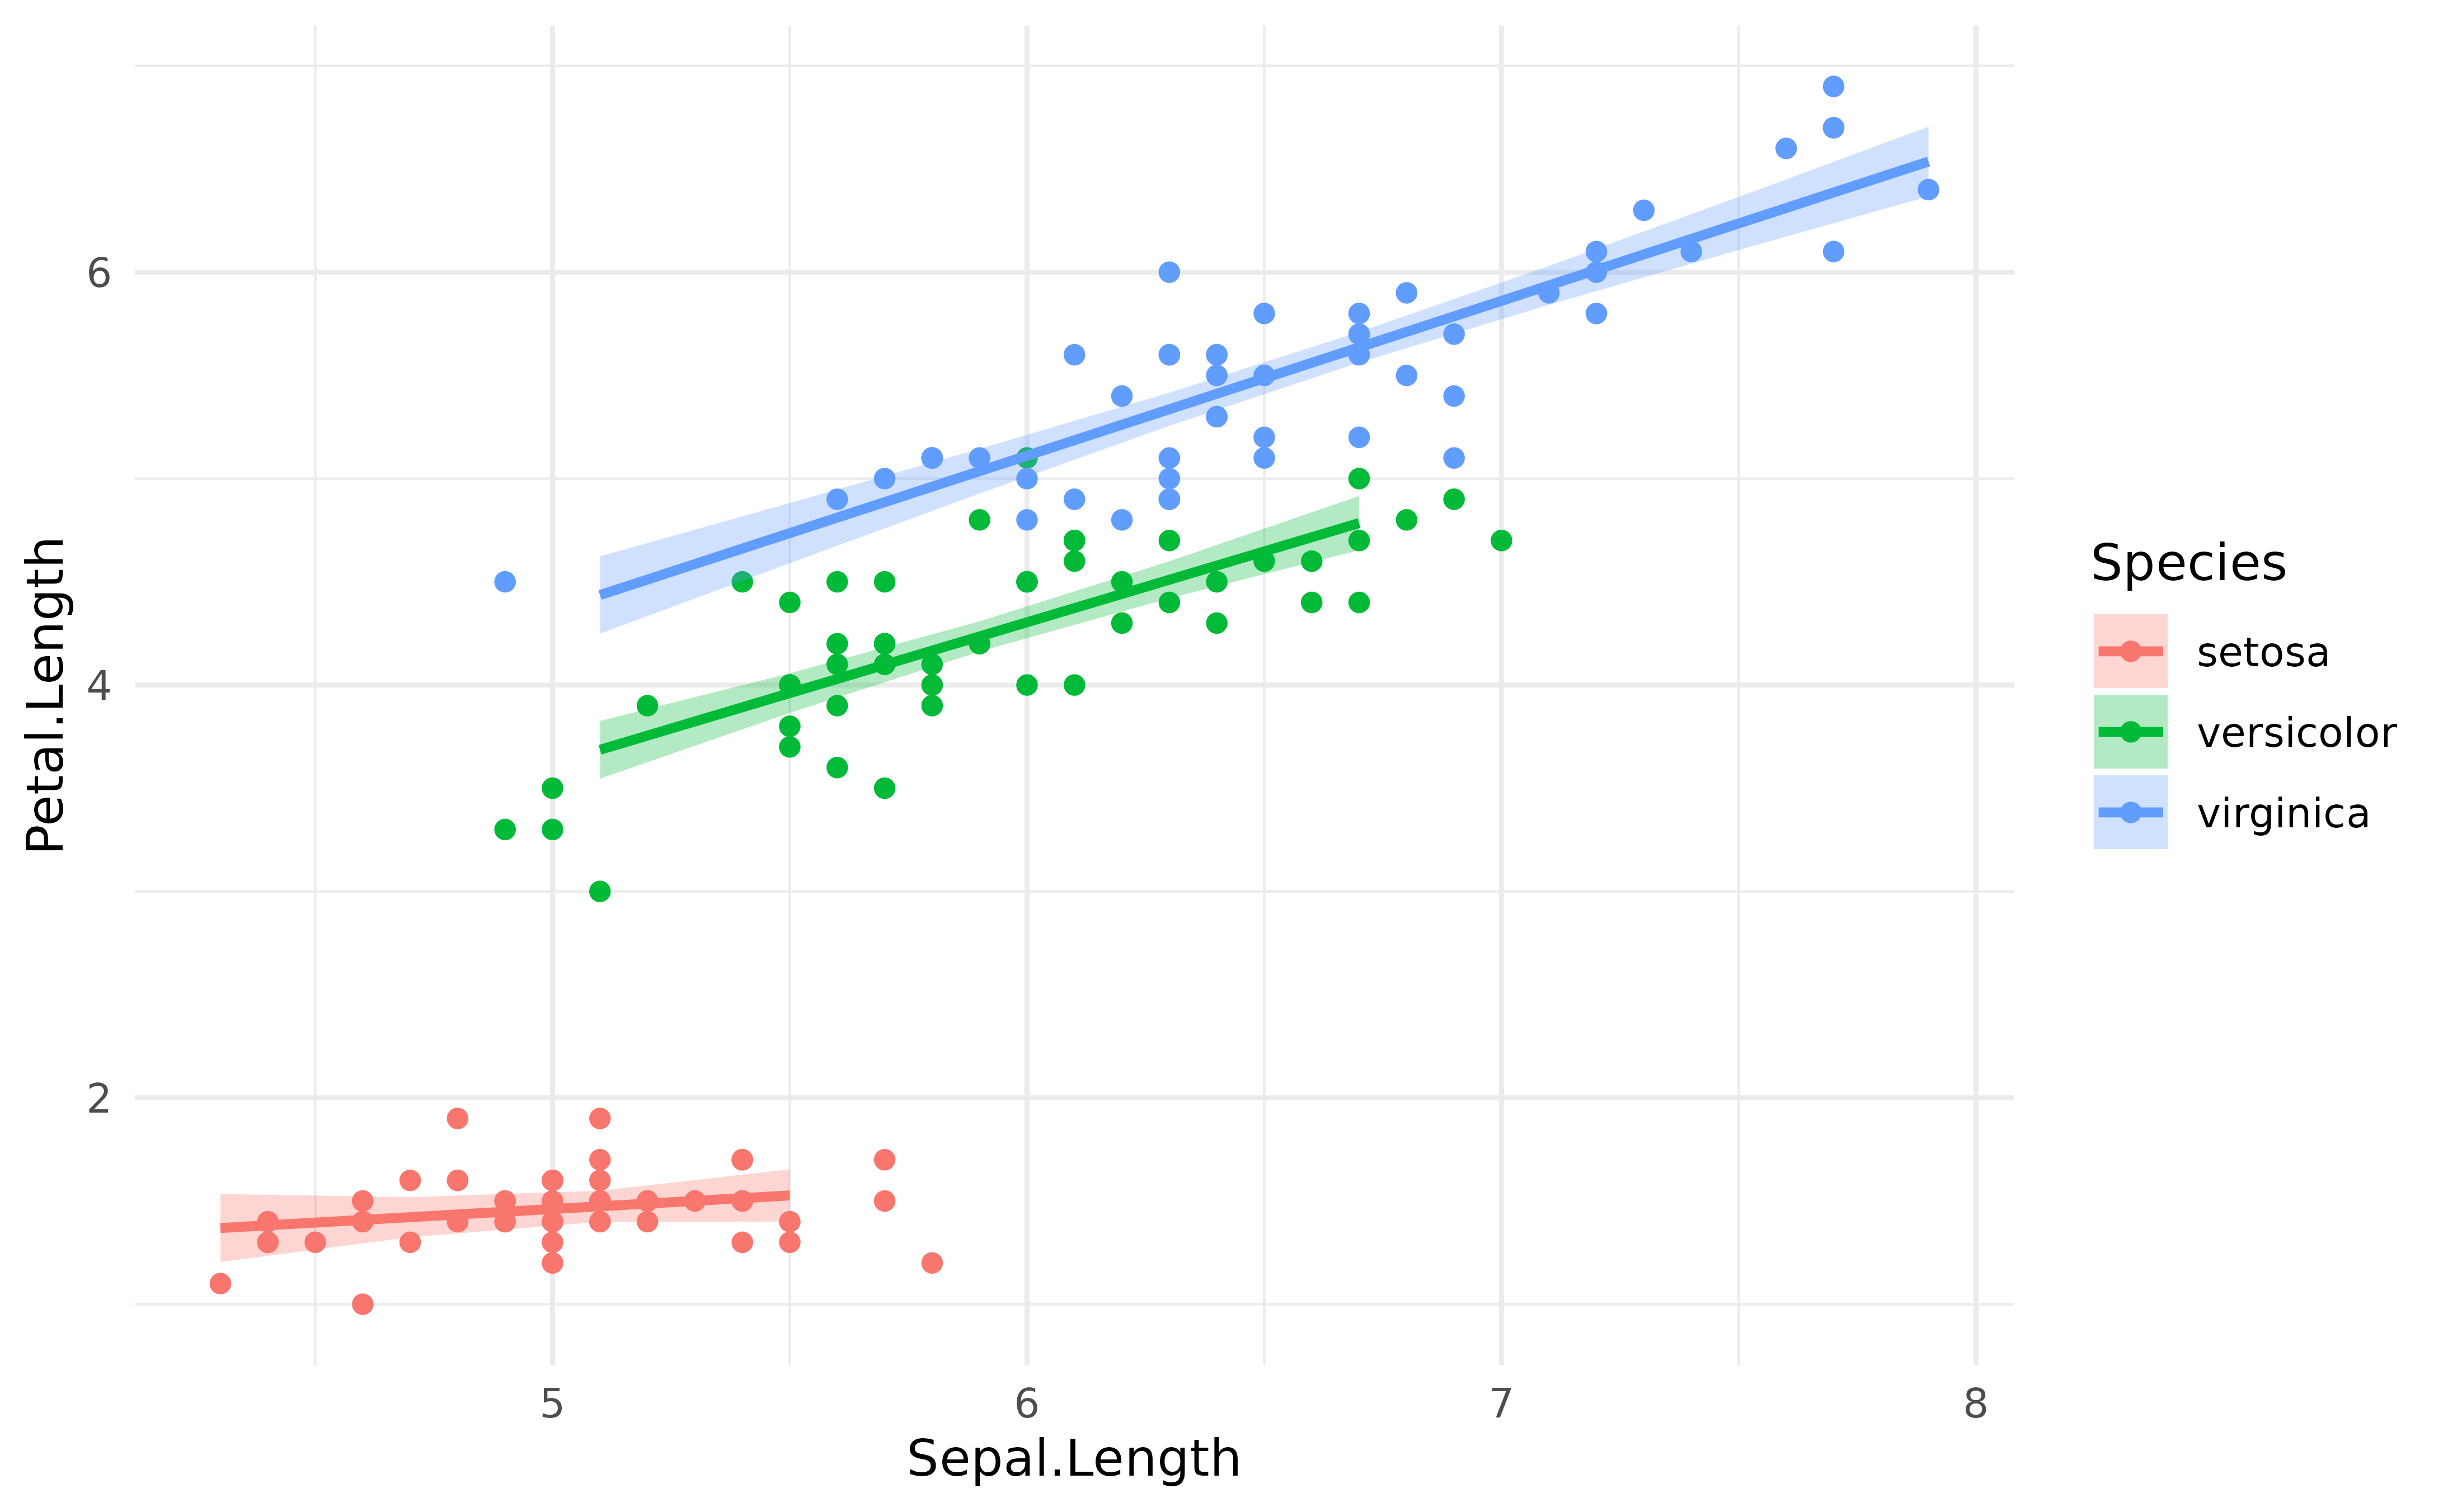 Petal.Length
6
4
2
5 6 7 8
Sepal.Length
Species
setosa
versicolor
virginica